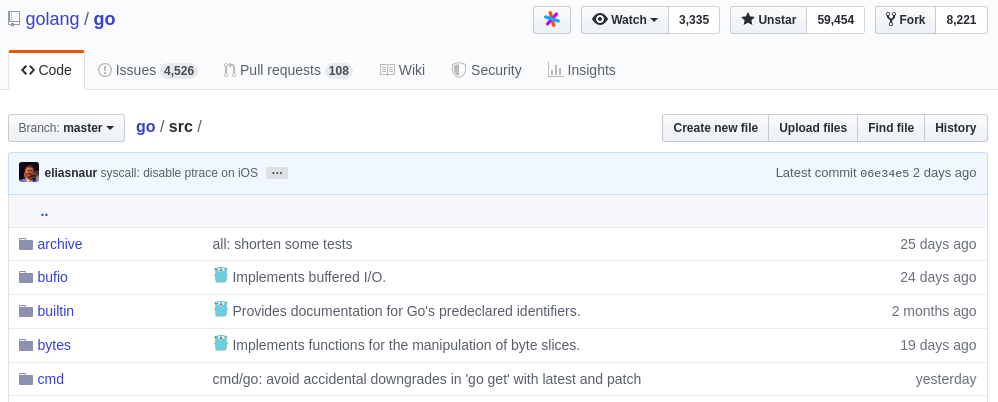 golang / go Watch 3,335 Unstar 59,454 Fork 8,221
Code Issues 4,526 Pull requests 108 Wiki Security Insights
Branch: master go / src / Create new file Upload files Find file History
eliasnaur syscall: disable ptrace on iOS ... Latest commit 06e34e5 2 days ago
..
archive all: shorten some tests 25 days ago
bufio Implements buffered I/O. 24 days ago
builtin Provides documentation for Go's predeclared identifiers. 2 months ago
bytes Implements functions for the manipulation of byte slices. 19 days ago
cmd cmd/go: avoid accidental downgrades in 'go get' with latest and patch yesterday